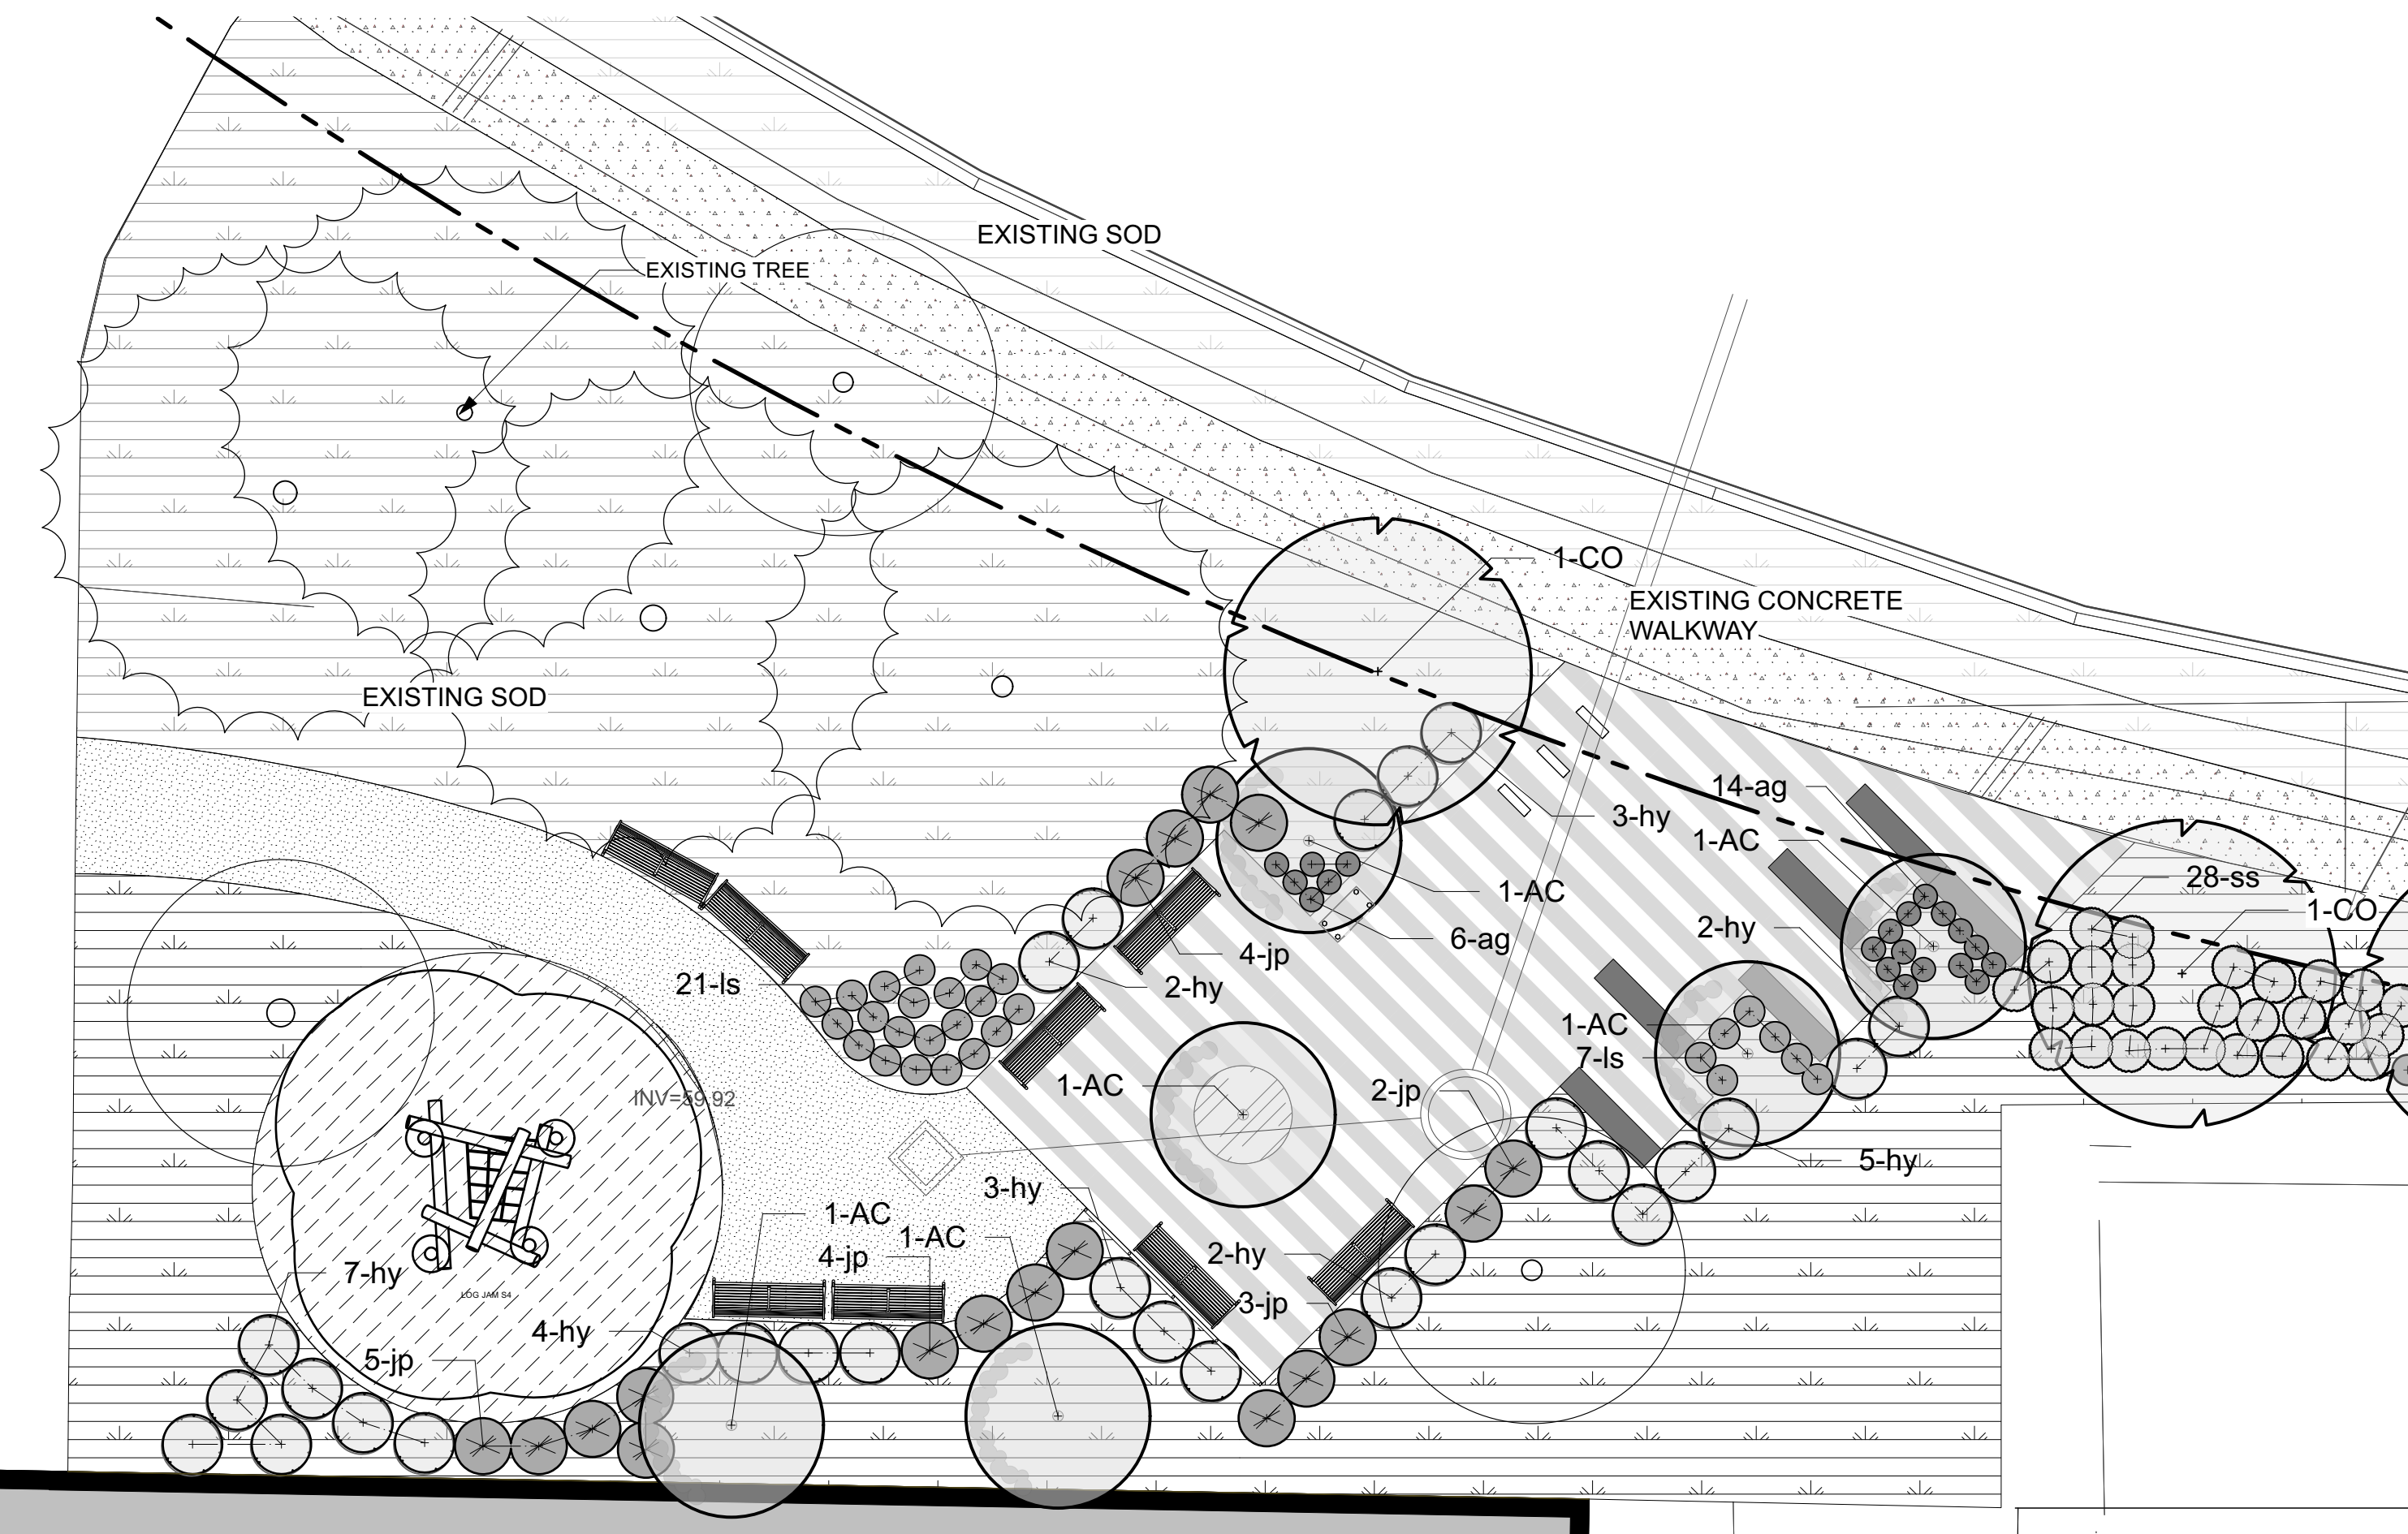 EXISTING SOD
EXISTING TREE
1-CO
EXISTING CONCRETE
WALKWAY
EXISTING SOD
14-ag
3-hy
1-AC
28-ss
1-AC
1-CO
2-hy
6-ag
4-jp
21-ls
2-hy
1-AC
7-ls
1-AC
2-jp
INV=59.92
5-hy
3-hy
1-AC
1-AC
4-jp
2-hy
7-hy
LOG JAM S4
3-jp
4-hy
5-jp